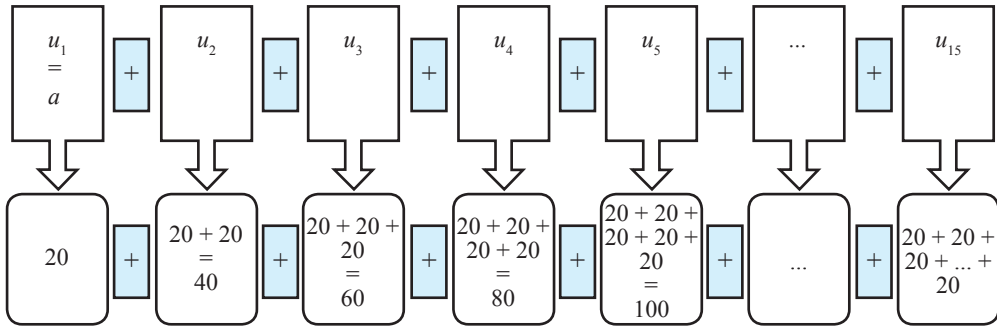 u1
=
a
+
u2
+
u3
+
u4
+
u5
+
...
+
u15
20
+
20 + 20
=
40
+
20 + 20 +
20
=
60
+
20 + 20 +
20 + 20
=
80
+
20 + 20 +
20 + 20 +
20
=
100
+
...
+
20 + 20 +
20 + ... +
20